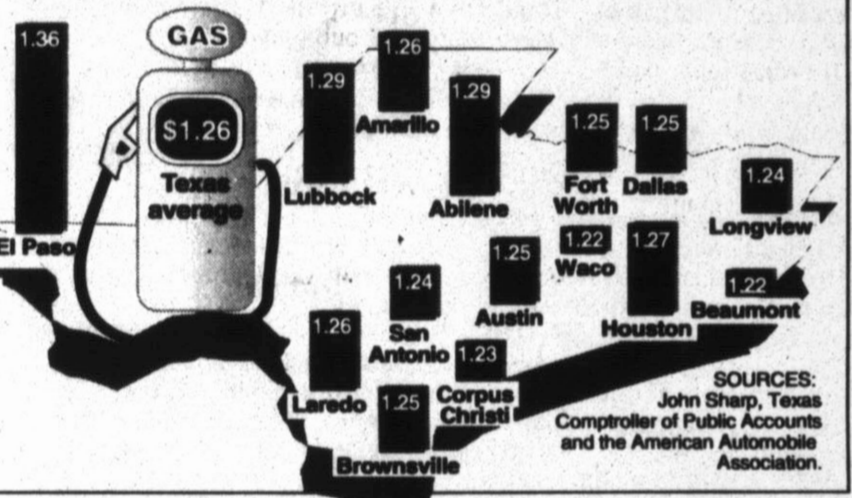 1.36
El Paso
GAS
$1.26
Texas
average
1.29
Lubbock
1.26
Amarillo
1.29
Abilene
1.25
Fort
Worth
1.25
Dallas
1.24
Longview
1.22
Waco
1.27
Houston
1.22
Beaumont
1.25
Austin
1.24
San
Antonio
1.26
Laredo
1.23
Corpus
Christi
1.25
Brownsville
SOURCES:
John Sharp, Texas
Comptroller of Public Accounts
and the American Automobile
Association.